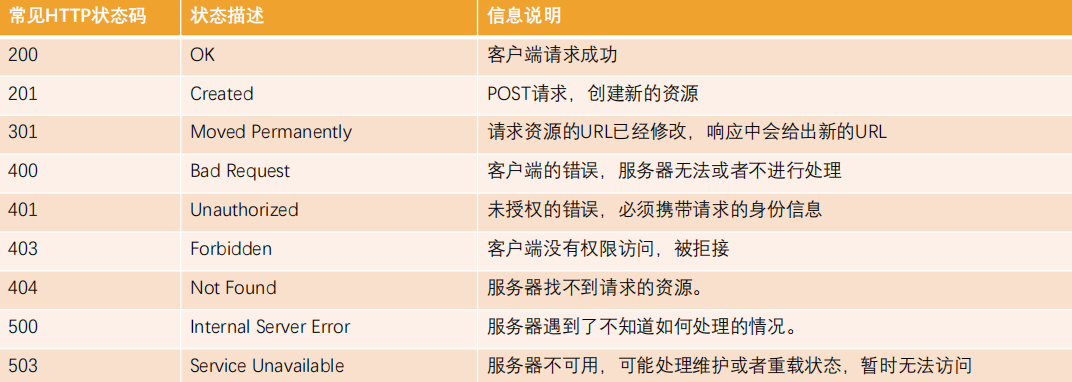 常见HTTP状态码 状态描述 信息说明
200 OK 客户端请求成功
201 Created POST请求，创建新的资源
301 Moved Permanently 请求资源的URL已经修改，响应中会给出新的URL
400 Bad Request 客户端的错误，服务器无法或者不进行处理
401 Unauthorized 未授权的错误，必须携带请求的身份信息
403 Forbidden 客户端没有权限访问，被拒接
404 Not Found 服务器找不到请求的资源。
500 Internal Server Error 服务器遇到了不知道如何处理的情况。
503 Service Unavailable 服务器不可用，可能处理维护或者重载状态，暂时无法访问